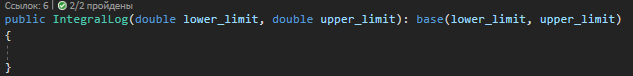 Ссылок: 6 | 2/2 пройдены
public IntegralLog(double lower_limit, double upper_limit): base(lower_limit, upper_limit)
{
}